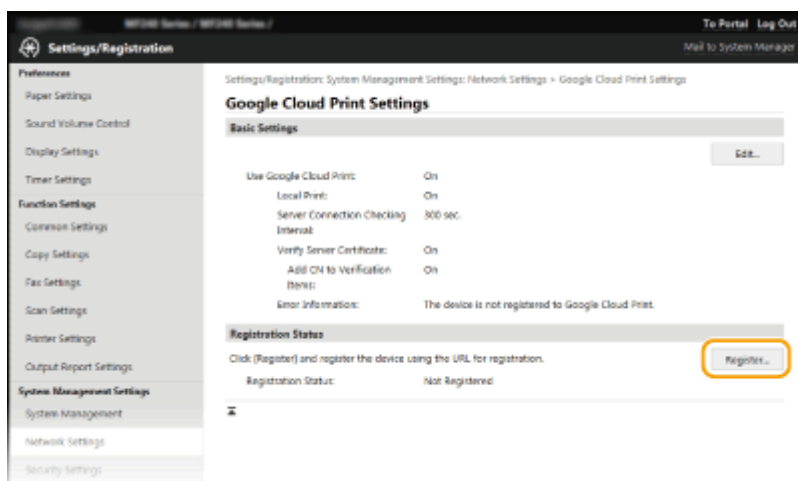 MF240 Series / MF240 Series /
To Portal Log Out
Settings/Registration
Mail to System Manager
Preferences
Paper Settings
Sound Volume Control
Display Settings
Timer Settings
Function Settings
Common Settings
Copy Settings
Fax Settings
Scan Settings
Printer Settings
Output Report Settings
System Management Settings
System Management
Network Settings
Security Settings
Settings/Registration: System Management Settings: Network Settings > Google Cloud Print Settings
Google Cloud Print Settings
Basic Settings
Edit...
Use Google Cloud Print: On
Local Print: On
Server Connection Checking Interval: 300 sec.
Verify Server Certificate: On
Add CN to Verification Items: On
Error Information: The device is not registered to Google Cloud Print.
Registration Status
Click [Register] and register the device using the URL for registration.
Register...
Registration Status: Not Registered